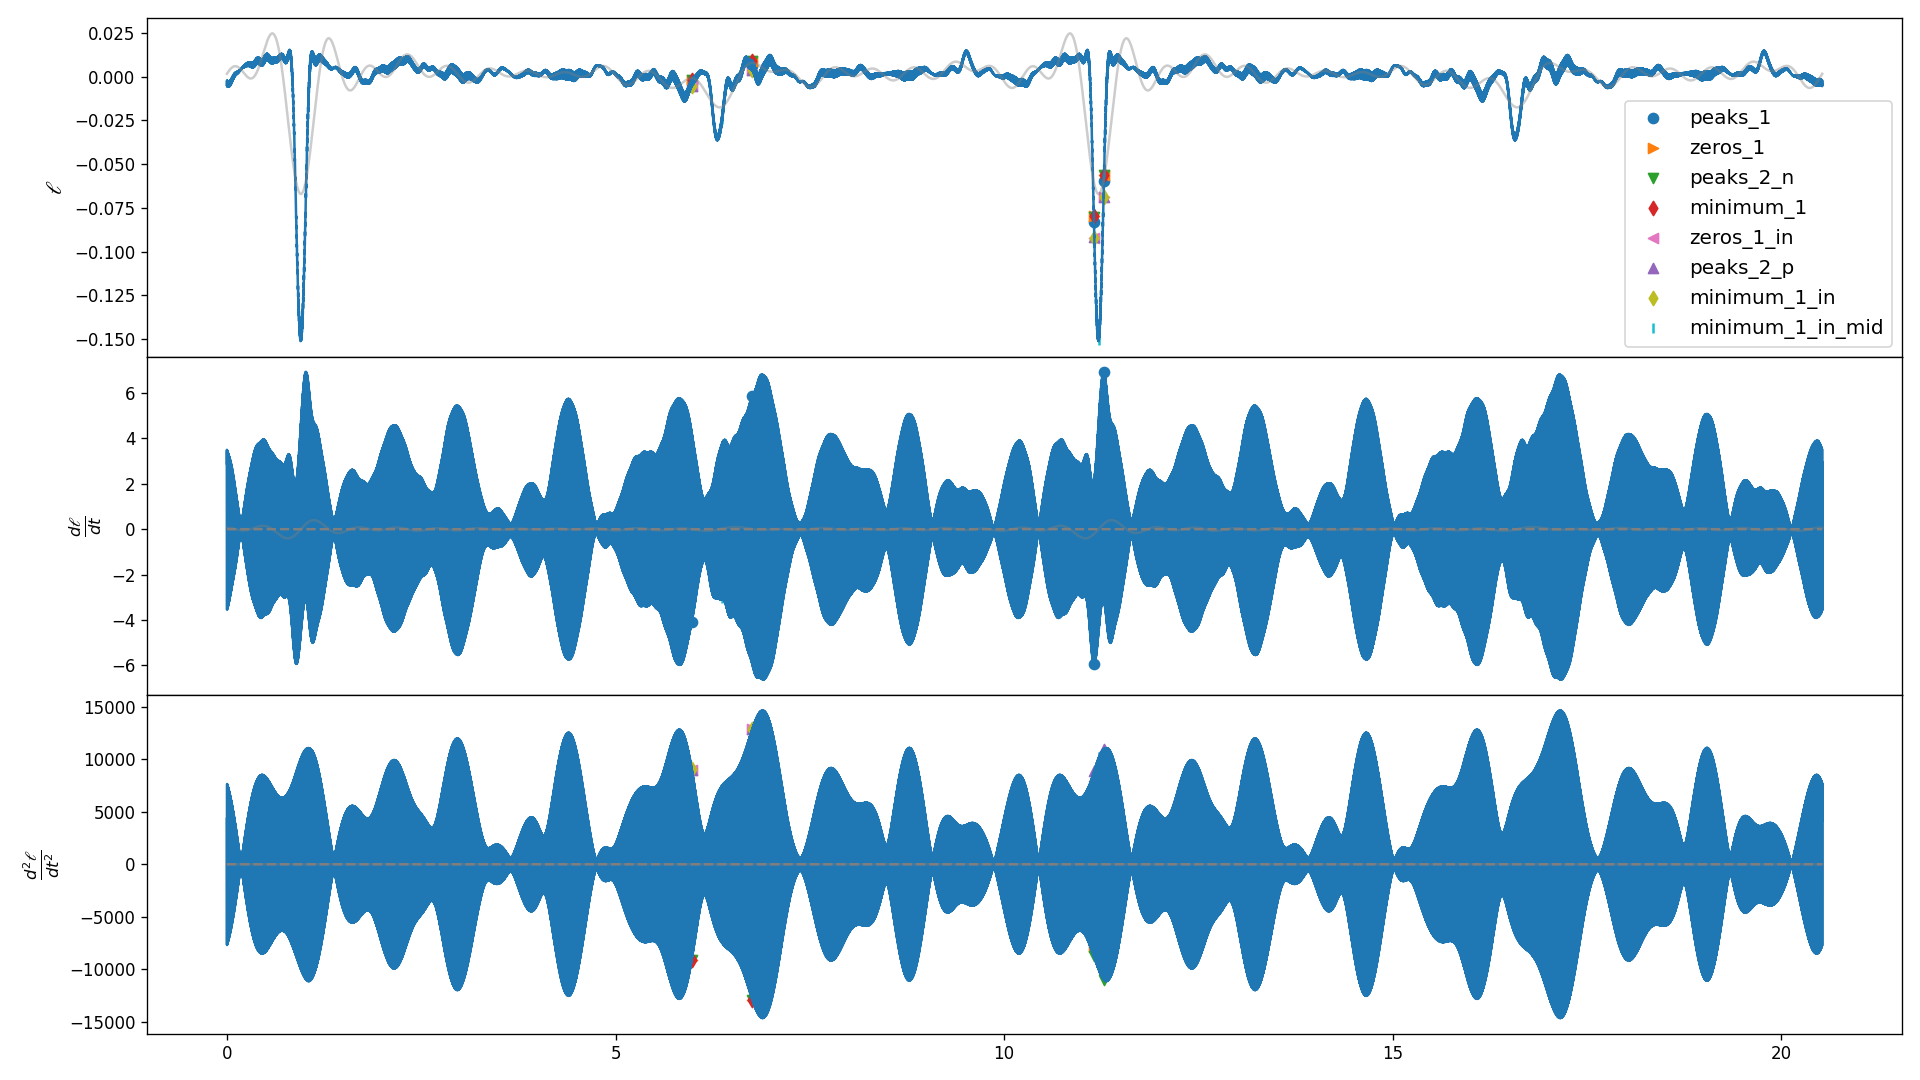 0.025
0.000
−0.025
−0.050
−0.075
−0.100
−0.125
−0.150
ℓ
peaks_1
zeros_1
peaks_2_n
minimum_1
zeros_1_in
peaks_2_p
minimum_1_in
minimum_1_in_mid
6
4
2
0
−2
−4
−6
dℓ
dt
15000
10000
5000
0
−5000
−10000
−15000
d²ℓ
dt²
0 5 10 15 20